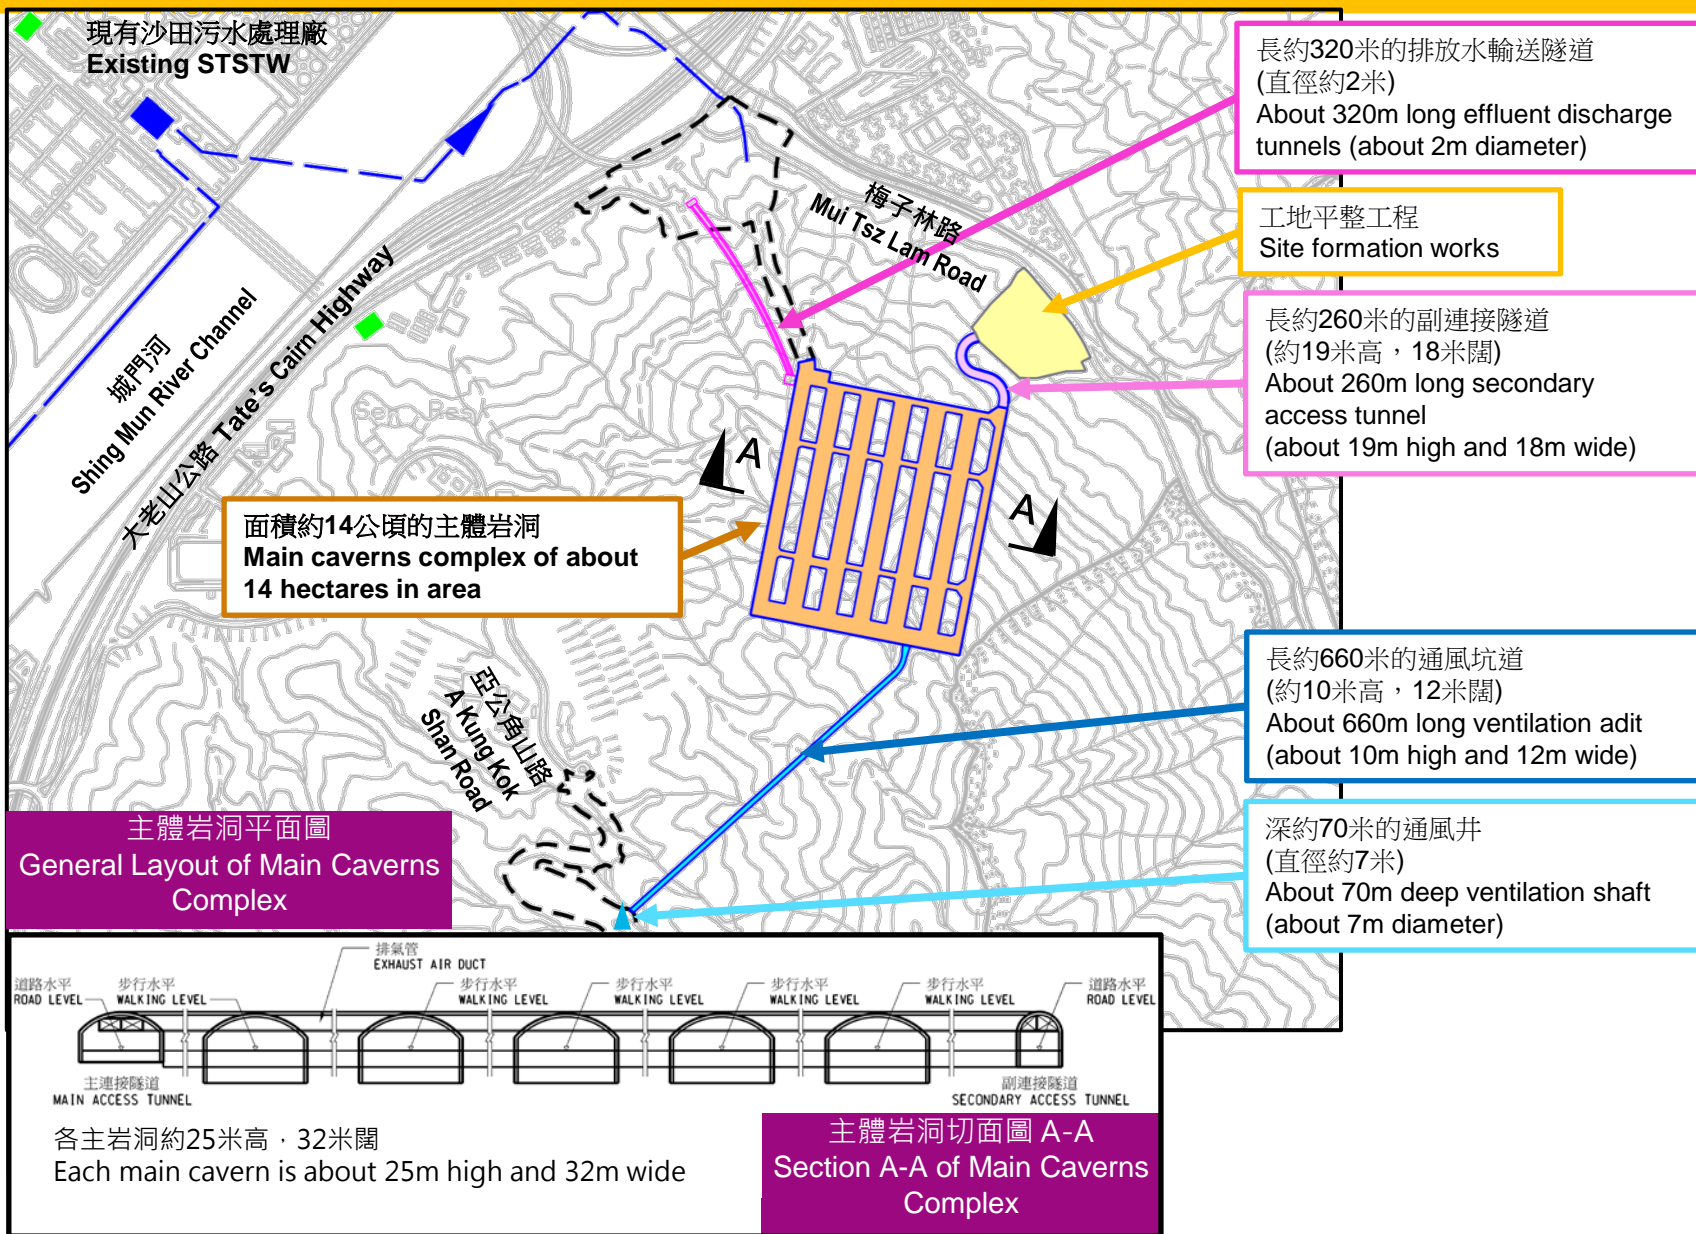 現有沙田污水處理廠
Existing STSTW
長約320米的排放水輸送隧道
(直徑約2米)
About 320m long effluent discharge
tunnels (about 2m diameter)
梅子林路
Mui Tsz Lam Road
工地平整工程
Site formation works
長約260米的副連接隧道
(約19米高，18米闊)
About 260m long secondary
access tunnel
(about 19m high and 18m wide)
城門河
Shing Mun River Channel
大老山公路 Tate's Cairn Highway
A
A
面積約14公頃的主體岩洞
Main caverns complex of about
14 hectares in area
亞公角山路
A Kung Kok
Shan Road
長約660米的通風坑道
(約10米高，12米闊)
About 660m long ventilation adit
(about 10m high and 12m wide)
深約70米的通風井
(直徑約7米)
About 70m deep ventilation shaft
(about 7m diameter)
主體岩洞平面圖
General Layout of Main Caverns
Complex
排氣管
EXHAUST AIR DUCT
道路水平
ROAD LEVEL
步行水平
WALKING LEVEL
步行水平
WALKING LEVEL
步行水平
WALKING LEVEL
步行水平
WALKING LEVEL
步行水平
WALKING LEVEL
道路水平
ROAD LEVEL
主連接隧道
MAIN ACCESS TUNNEL
副連接隧道
SECONDARY ACCESS TUNNEL
各主岩洞約25米高，32米闊
Each main cavern is about 25m high and 32m wide
主體岩洞切面圖 A-A
Section A-A of Main Caverns
Complex